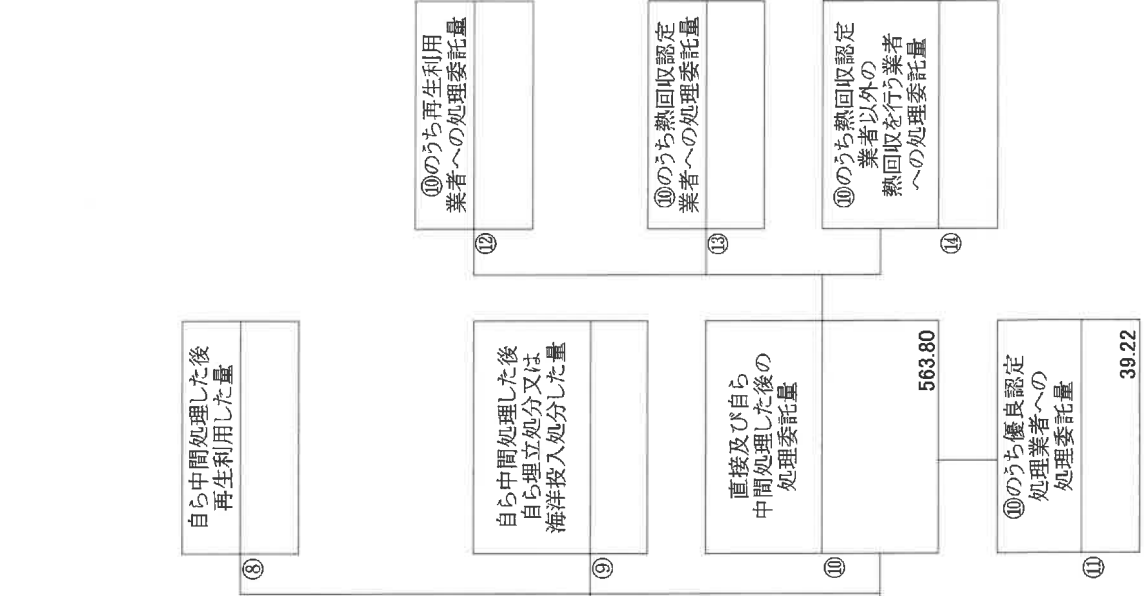 ⑧
自ら中間処理した後
再生利用した量
⑨
自ら中間処理した後
自ら埋立処分又は
海洋投入処分した量
⑩
直接及び自ら
中間処理した後の
処理委託量
563.80
⑪
⑩のうち優良認定
処理業者への
処理委託量
39.22
⑫
⑩のうち再生利用
業者への処理委託量
⑬
⑩のうち熱回収認定
業者への処理委託量
⑭
⑩のうち熱回収認定
業者以外の
熱回収を行う業者
への処理委託量